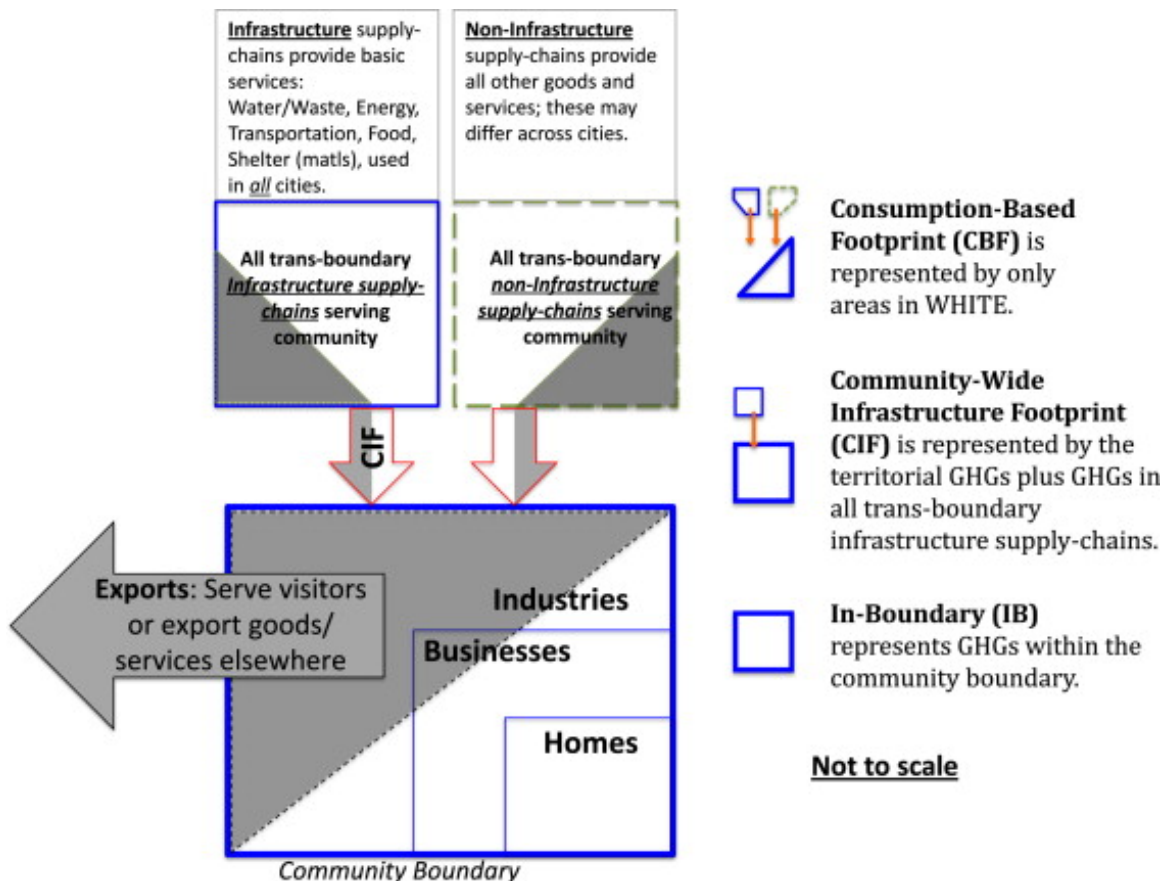 Infrastructure supply-
chains provide basic
services:
Water/Waste, Energy,
Transportation, Food,
Shelter (matls), used
in all cities.
Non-Infrastructure
supply-chains provide
all other goods and
services; these may
differ across cities.
All trans-boundary
Infrastructure supply-
chains serving
community
All trans-boundary
non-Infrastructure
supply-chains serving
community
CIF
Exports: Serve visitors
or export goods/
services elsewhere
Industries
Businesses
Homes
Community Boundary
Consumption-Based
Footprint (CBF) is
represented by only
areas in WHITE.
Community-Wide
Infrastructure Footprint
(CIF) is represented by the
territorial GHGs plus GHGs in
all trans-boundary
infrastructure supply-chains.
In-Boundary (IB)
represents GHGs within the
community boundary.
Not to scale